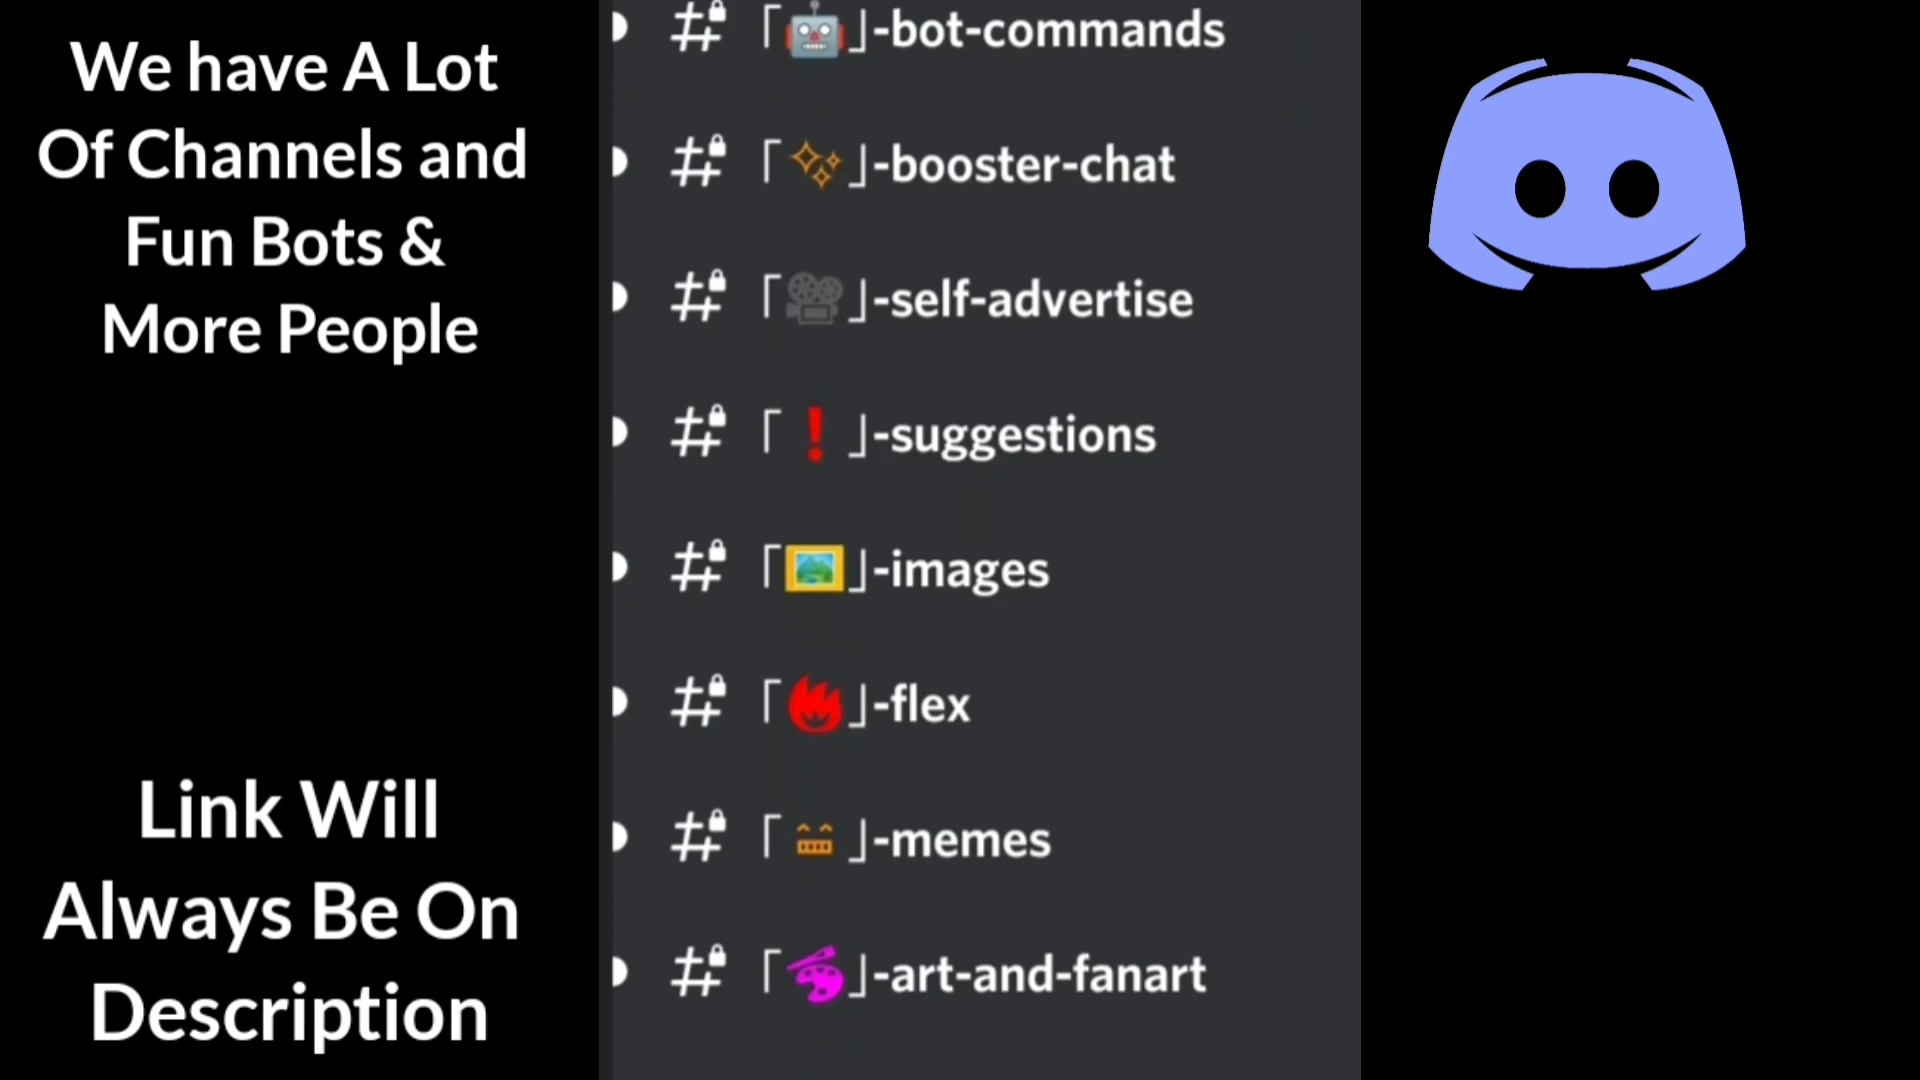 We have A Lot
Of Channels and
Fun Bots &
More People
Link Will
Always Be On
Description
# 「🤖」-bot-commands
# 「✨」-booster-chat
# 「🎥」-self-advertise
# 「❗」-suggestions
# 「🖼️」-images
# 「🔥」-flex
# 「😁」-memes
# 「🎨」-art-and-fanart